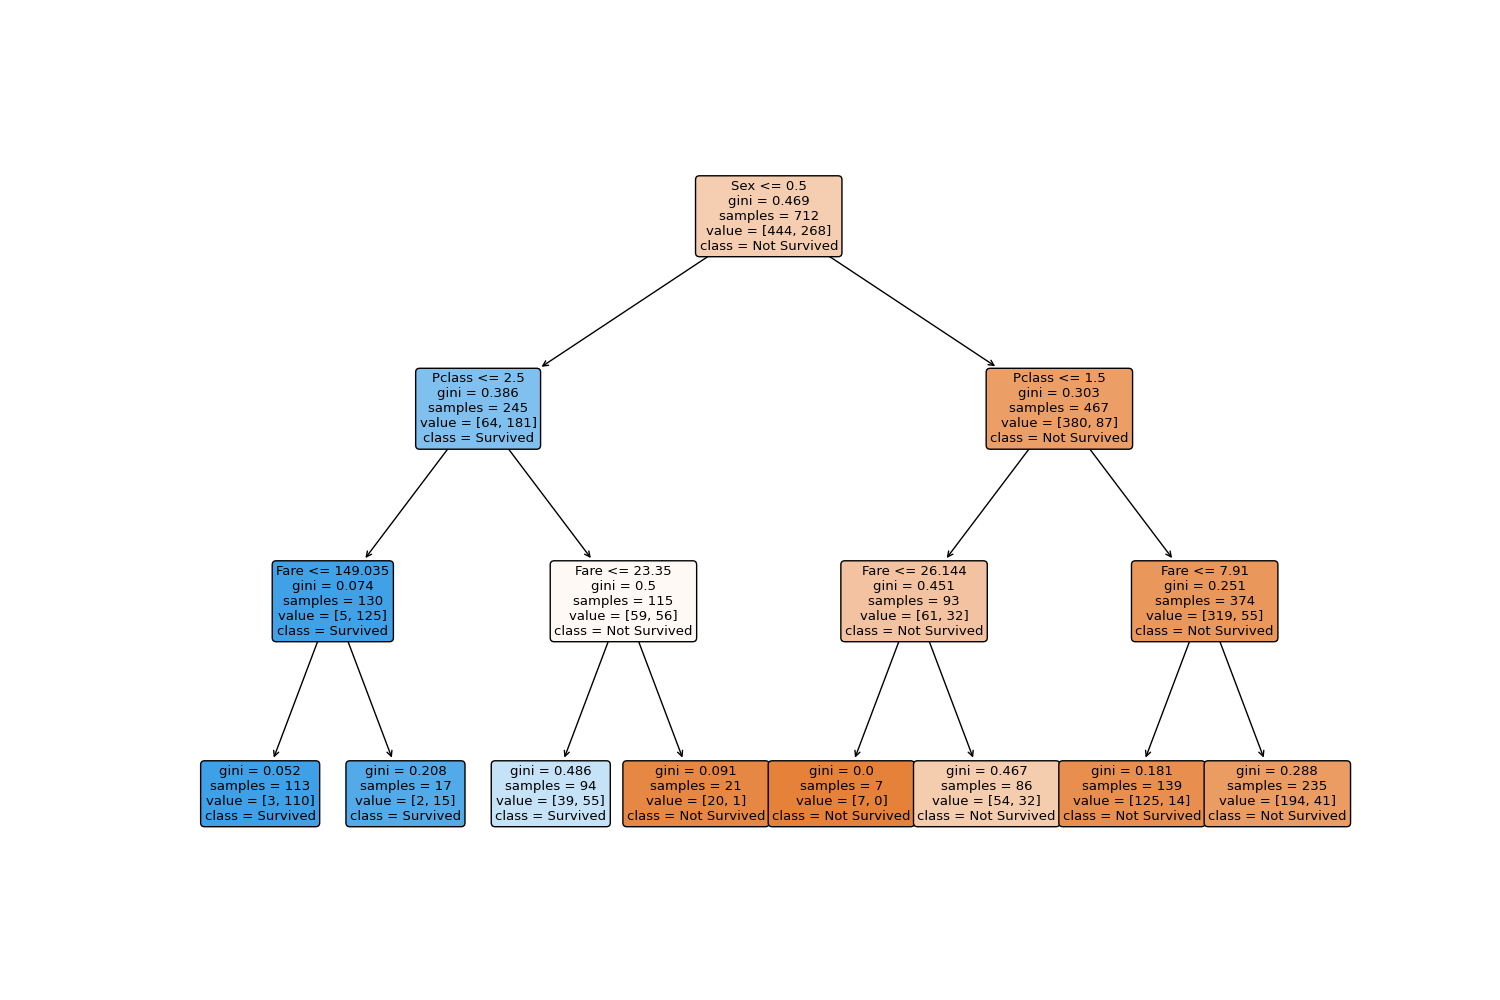 Sex <= 0.5
gini = 0.469
samples = 712
value = [444, 268]
class = Not Survived
Pclass <= 2.5
gini = 0.386
samples = 245
value = [64, 181]
class = Survived
Pclass <= 1.5
gini = 0.303
samples = 467
value = [380, 87]
class = Not Survived
Fare <= 149.035
gini = 0.074
samples = 130
value = [5, 125]
class = Survived
Fare <= 23.35
gini = 0.5
samples = 115
value = [59, 56]
class = Not Survived
Fare <= 26.144
gini = 0.451
samples = 93
value = [61, 32]
class = Not Survived
Fare <= 7.91
gini = 0.251
samples = 374
value = [319, 55]
class = Not Survived
gini = 0.052
samples = 113
value = [3, 110]
class = Survived
gini = 0.208
samples = 17
value = [2, 15]
class = Survived
gini = 0.486
samples = 94
value = [39, 55]
class = Survived
gini = 0.091
samples = 21
value = [20, 1]
class = Not Survived
gini = 0.0
samples = 7
value = [7, 0]
class = Not Survived
gini = 0.467
samples = 86
value = [54, 32]
class = Not Survived
gini = 0.181
samples = 139
value = [125, 14]
class = Not Survived
gini = 0.288
samples = 235
value = [194, 41]
class = Not Survived